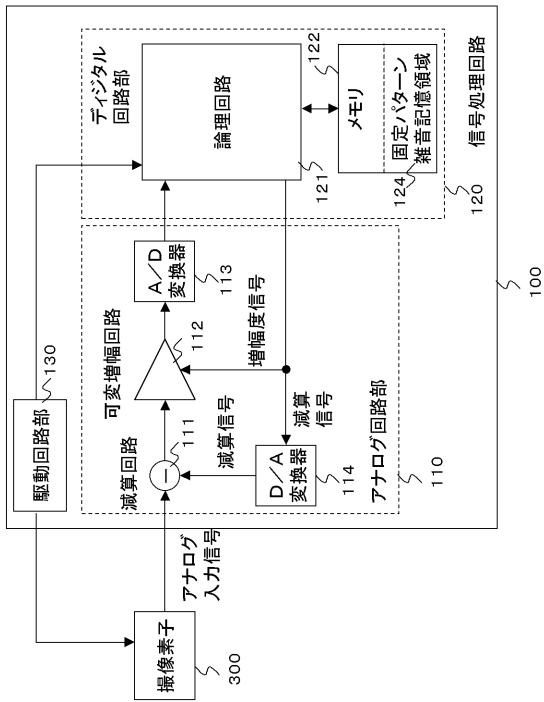 撮像素子
300
アナログ
入力信号
駆動回路部
130
減算回路
111
減算信号
可変増幅回路
112
A/D
変換器
113
増幅度信号
減算
信号
D/A
変換器
114
アナログ回路部
110
ディジタル
回路部
論理回路
121
メモリ
122
固定パターン
雑音記憶領域
124
120
信号処理回路
100